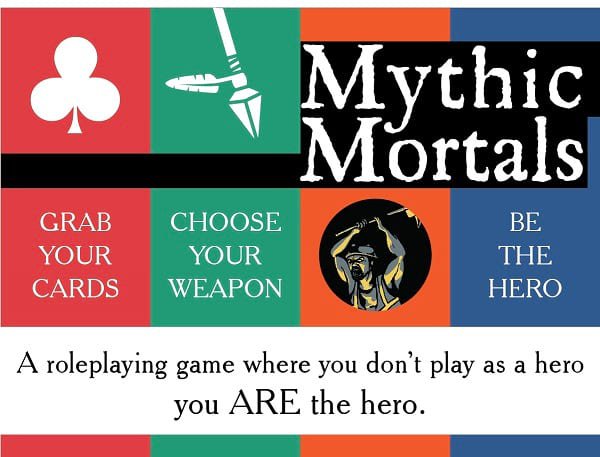 Mythic
Mortals
GRAB
YOUR
CARDS
CHOOSE
YOUR
WEAPON
BE
THE
HERO
A roleplaying game where you don't play as a hero
you ARE the hero.